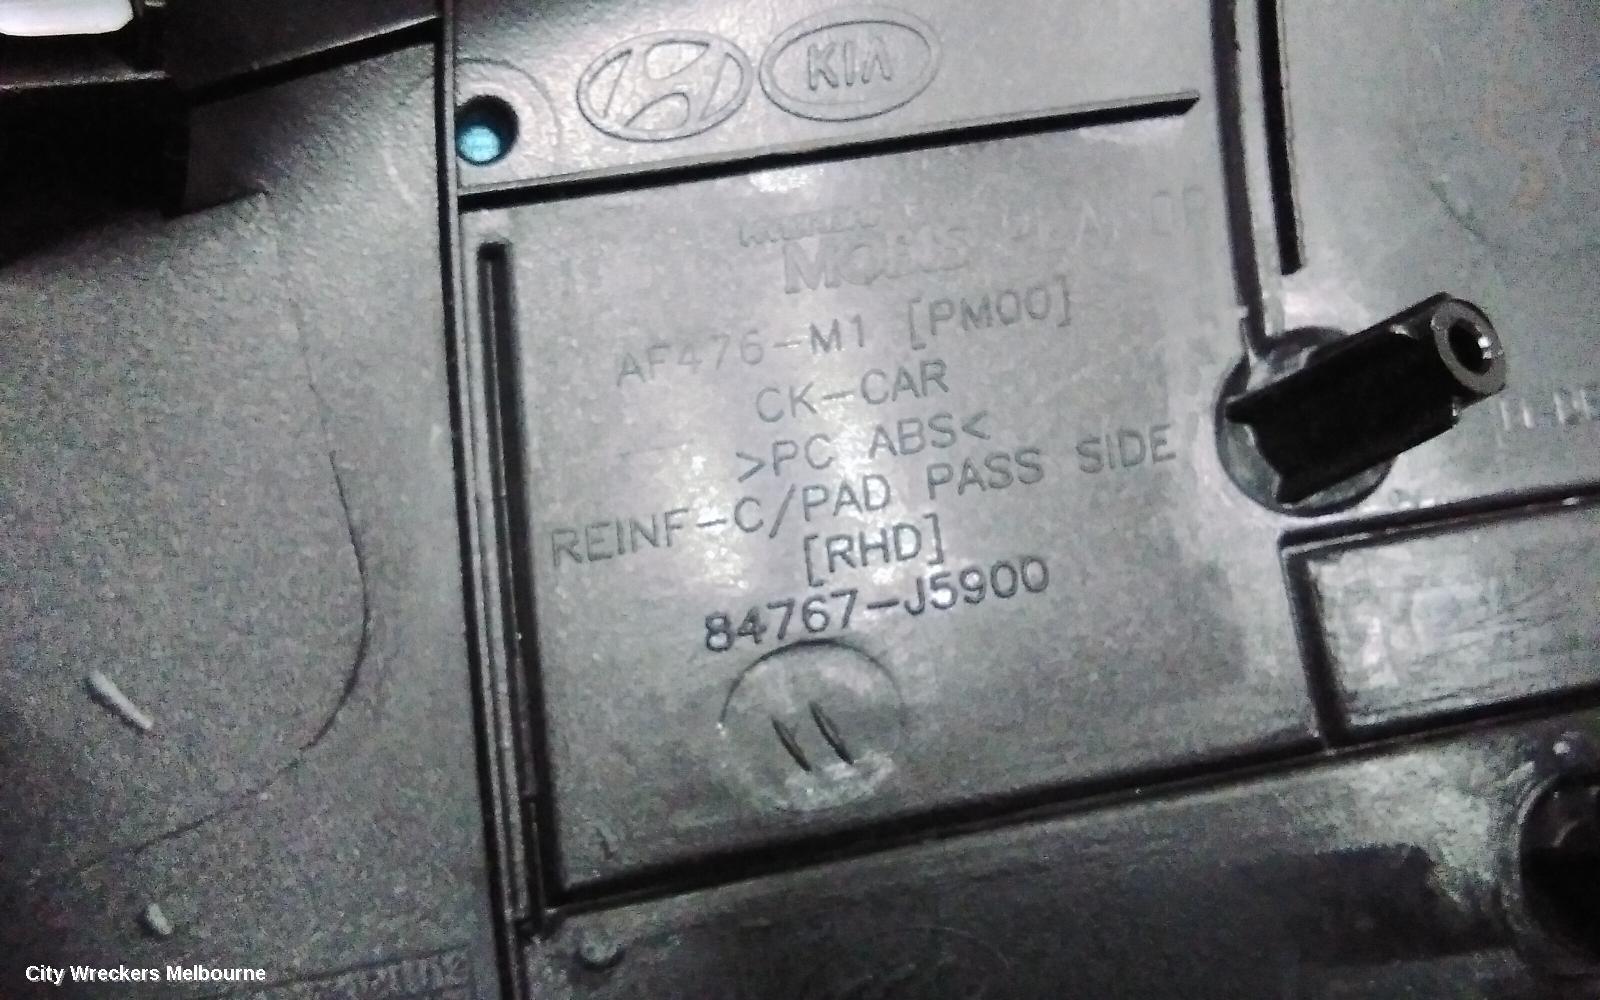 KIA
MOBIS
AF476-M1 [PM00]
CK-CAR
>PC ABS<
REINF-C/PAD PASS SIDE
[RHD]
84767-J5900
City Wreckers Melbourne